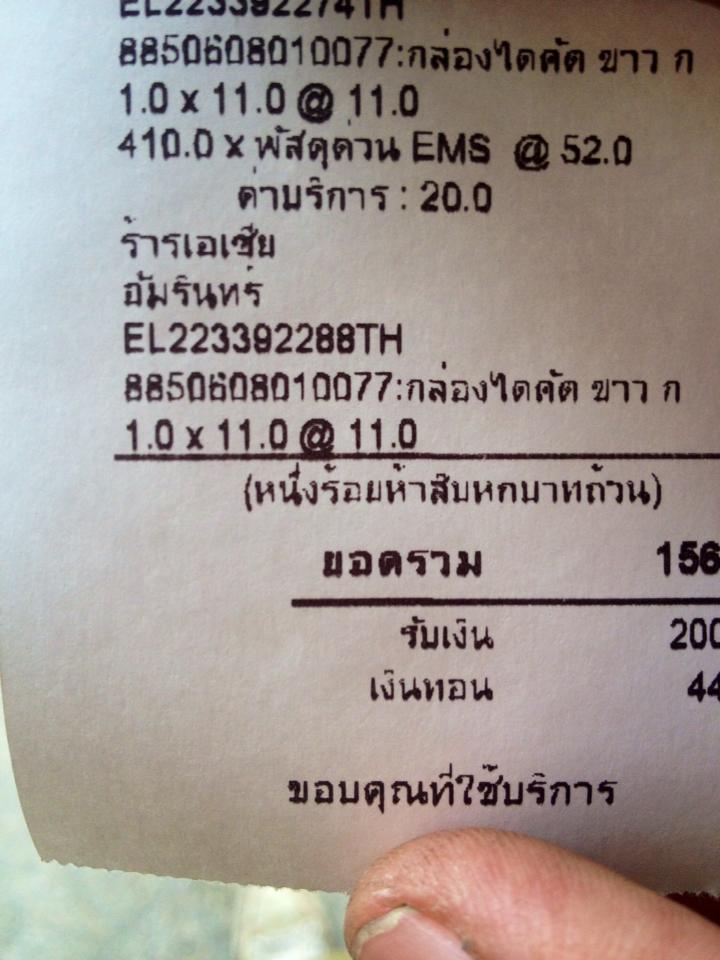 EL223392274TH
8850608010077:กล่องไดคัต ขาว ก
1.0 x 11.0 @ 11.0
410.0 x พัสดุด่วน EMS @ 52.0
ค่าบริการ : 20.0
ร้ารเอเชีย
อัมรินทร์
EL223392288TH
8850608010077:กล่องไดคัต ขาว ก
1.0 x 11.0 @ 11.0
(หนึ่งร้อยห้าสิบหกบาทถ้วน)
ยอดรวม 156
รับเงิน 200
เงินทอน 44
ขอบคุณที่ใช้บริการ